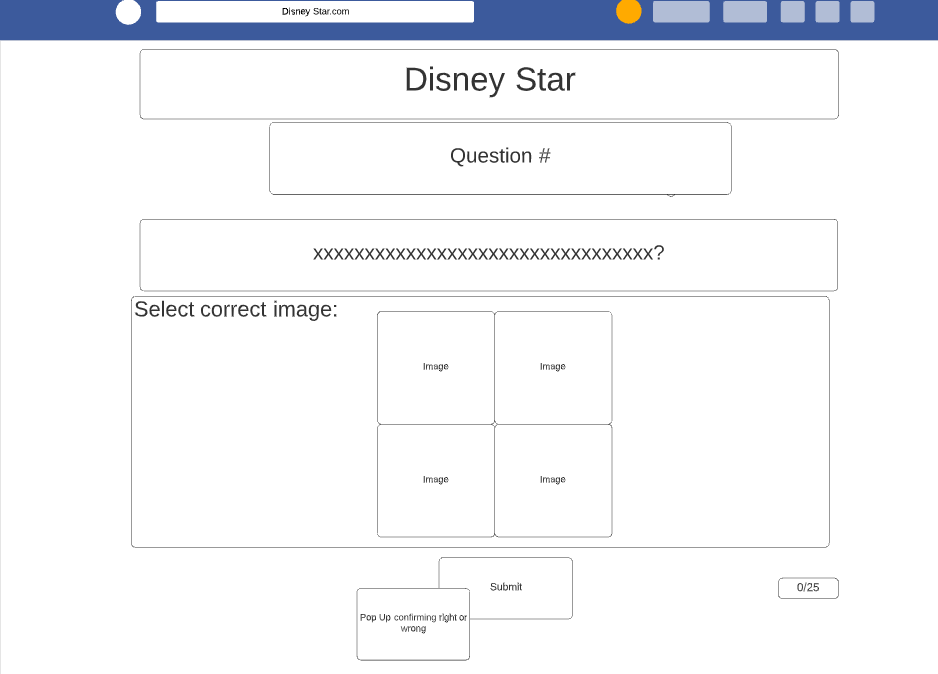 Disney Star.com
Disney Star
Question #
xxxxxxxxxxxxxxxxxxxxxxxxxxxxxxxxx?
Select correct image:
Image
Image
Image
Image
Submit
0/25
Pop Up confirming right or
wrong